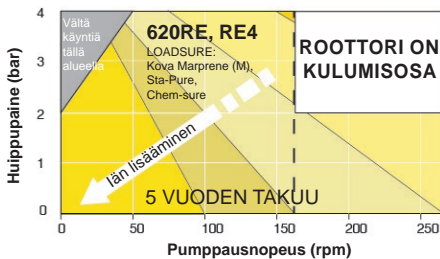 4
3
2
1
0
Huippupaine (bar)
Vältä
käyntiä
tällä
alueella
620RE, RE4
LOADSURE:
Kova Marprene (M),
Sta-Pure,
Chem-sure
ROOTTORI ON
KULUMISOSA
Iän lisääminen
5 VUODEN TAKUU
0 50 100 150 200 250
Pumppausnopeus (rpm)